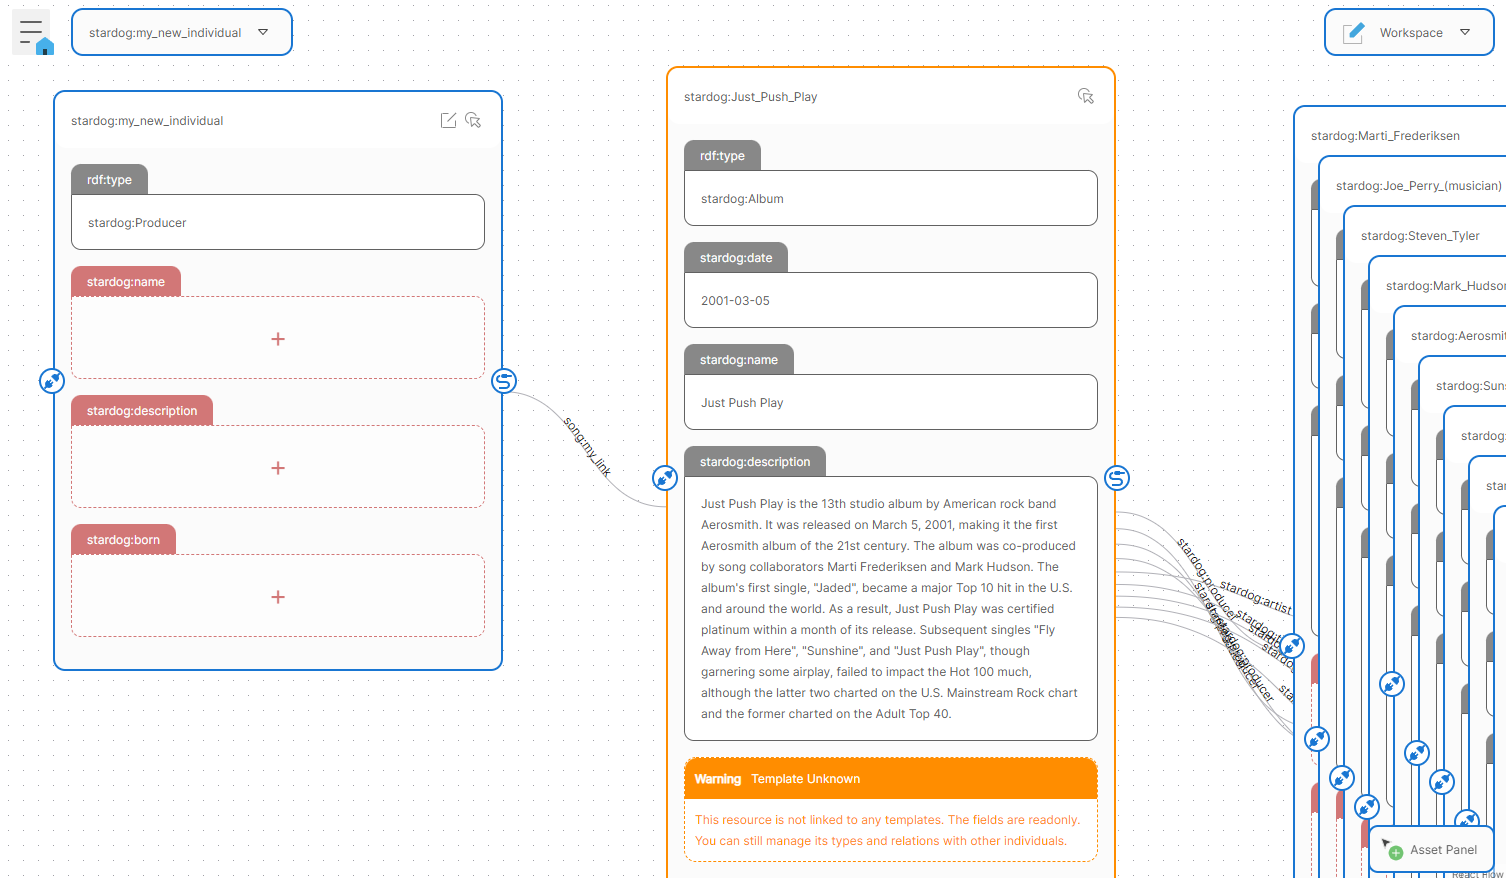 stardog:my_new_individual
Workspace
stardog:my_new_individual
rdf:type
stardog:Producer
stardog:name
+
stardog:description
+
stardog:born
+
song:my_link
stardog:Just_Push_Play
rdf:type
stardog:Album
stardog:date
2001-03-05
stardog:name
Just Push Play
stardog:description
Just Push Play is the 13th studio album by American rock band
Aerosmith. It was released on March 5, 2001, making it the first
Aerosmith album of the 21st century. The album was co-produced
by song collaborators Marti Frederiksen and Mark Hudson. The
album's first single, "Jaded", became a major Top 10 hit in the U.S.
and around the world. As a result, Just Push Play was certified
platinum within a month of its release. Subsequent singles "Fly
Away from Here", "Sunshine", and "Just Push Play", though
garnering some airplay, failed to impact the Hot 100 much,
although the latter two charted on the U.S. Mainstream Rock chart
and the former charted on the Adult Top 40.
Warning Template Unknown
This resource is not linked to any templates. The fields are readonly.
You can still manage its types and relations with other individuals.
stardog:producer
stardog:artist
stardog:producer
stardog:Marti_Frederiksen
stardog:Joe_Perry_(musician)
stardog:Steven_Tyler
stardog:Mark_Hudson
stardog:Aerosmit
stardog:Suns
stardog:
star
Asset Panel
React Flow